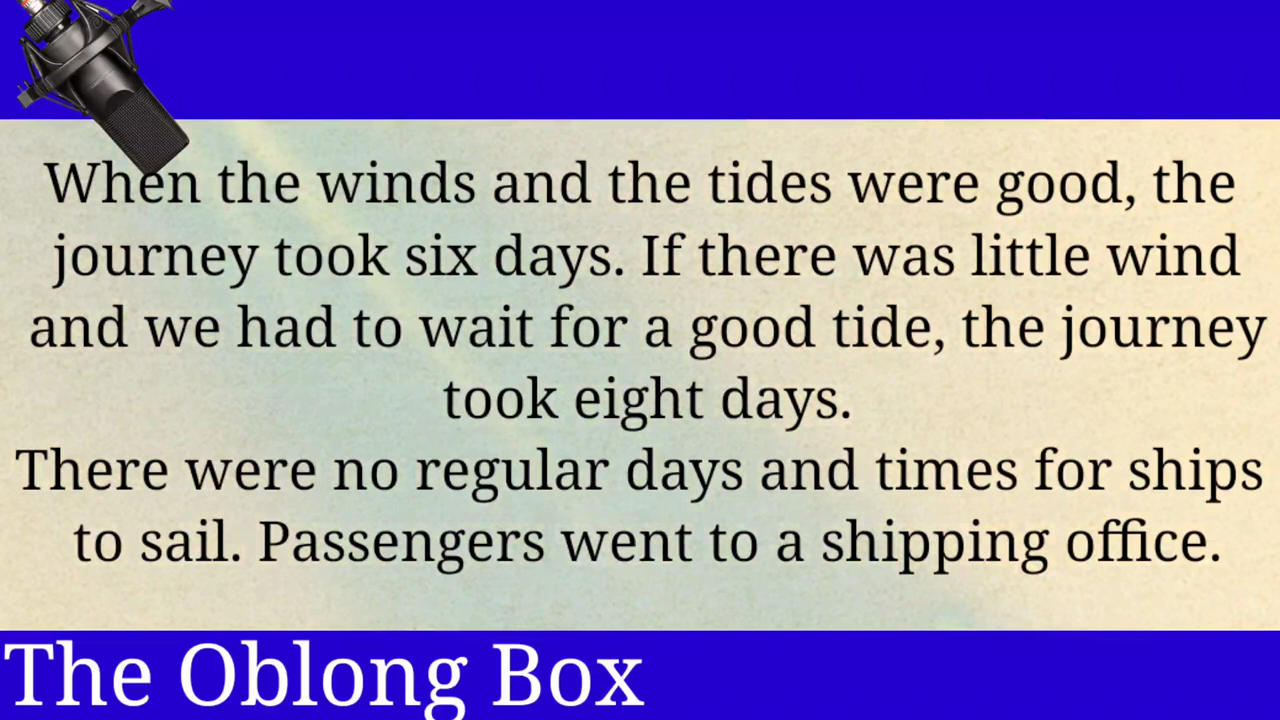 When the winds and the tides were good, the
journey took six days. If there was little wind
and we had to wait for a good tide, the journey
took eight days.
There were no regular days and times for ships
to sail. Passengers went to a shipping office.
The Oblong Box